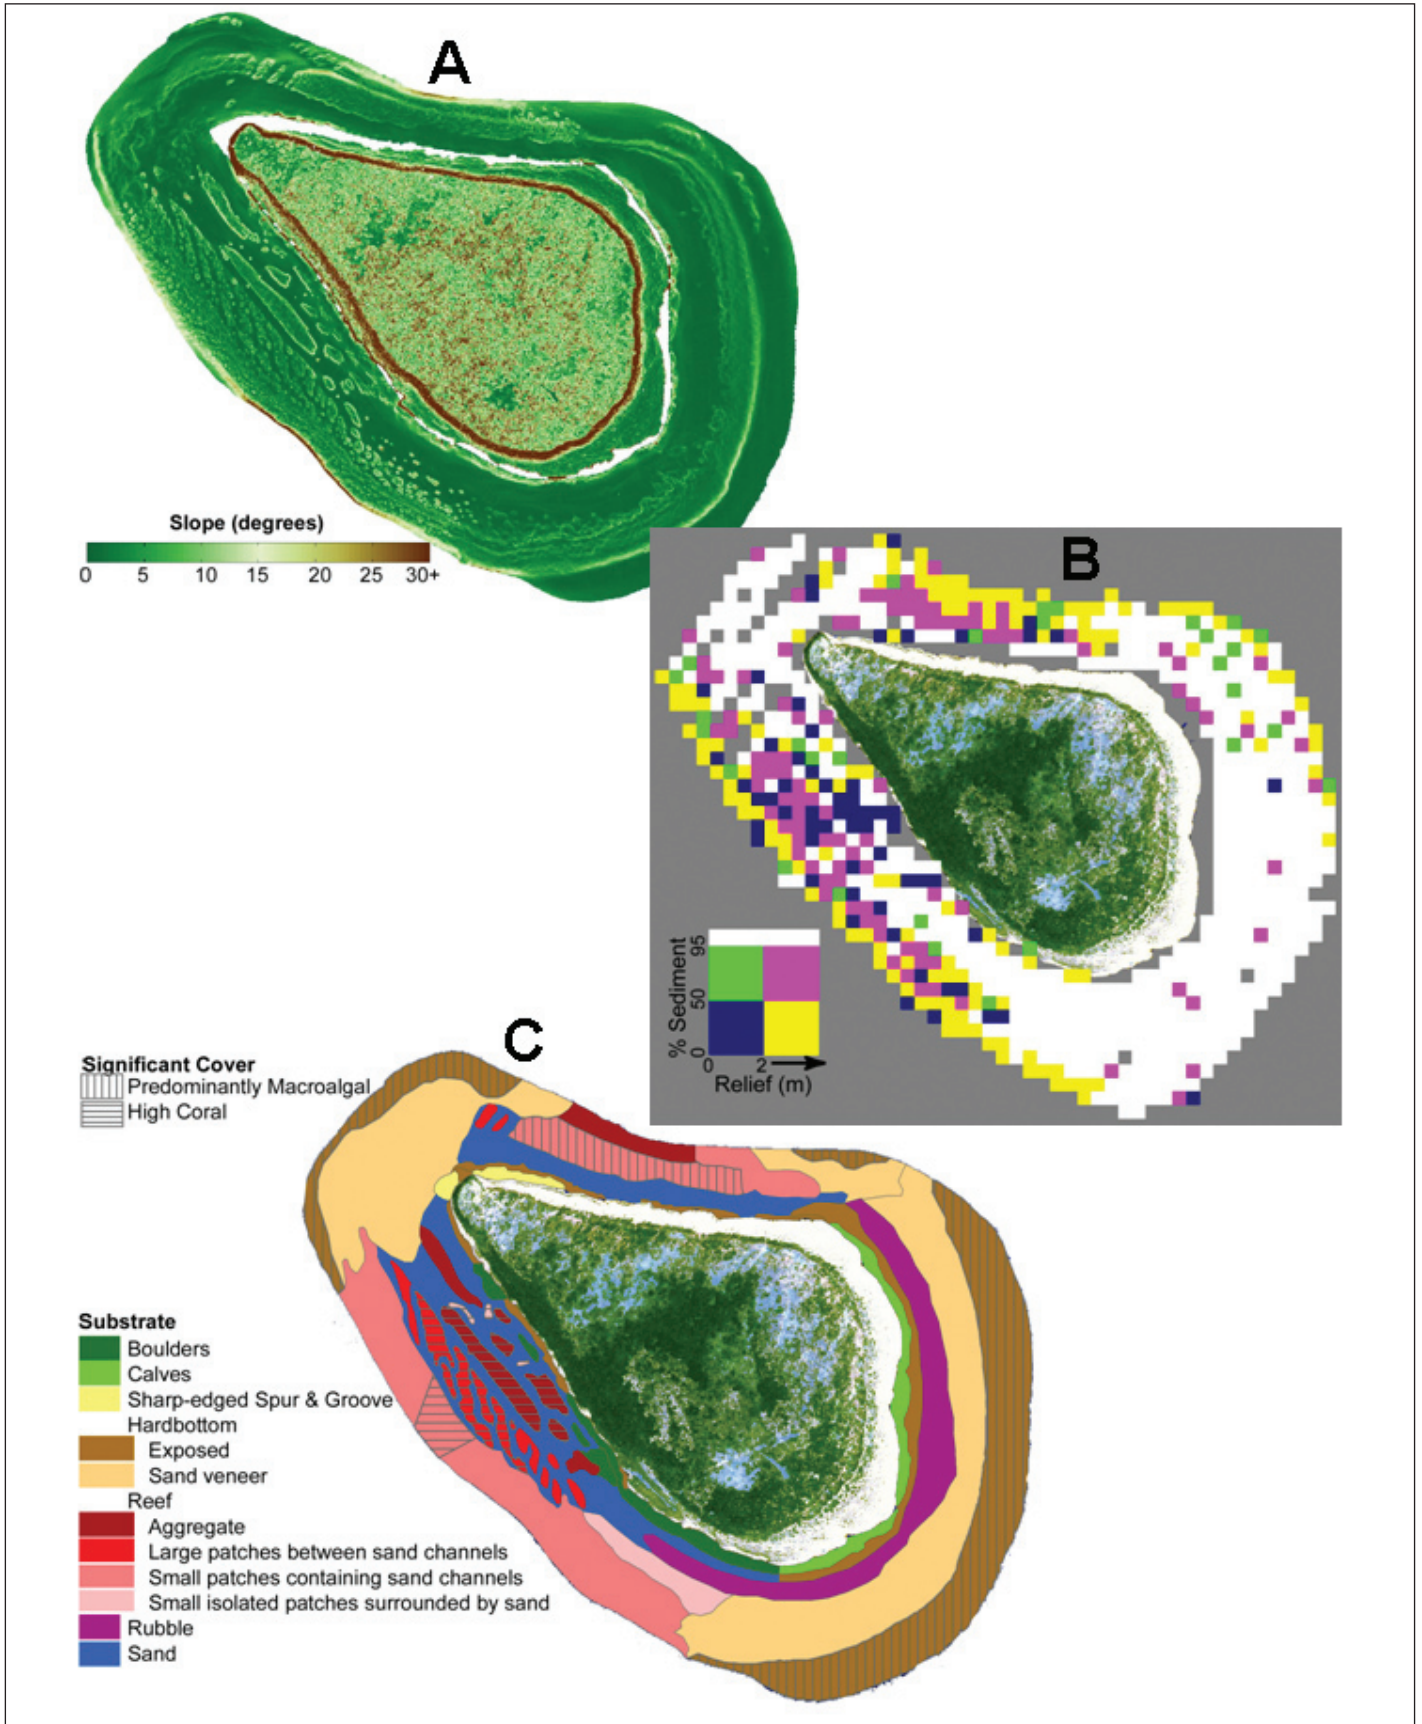 A
Slope (degrees)
0 5 10 15 20 25 30+
B
% Sediment
0 50 95
0 2
Relief (m)
C
Significant Cover
Predominantly Macroalgal
High Coral
Substrate
Boulders
Calves
Sharp-edged Spur & Groove
Hardbottom
Exposed
Sand veneer
Reef
Aggregate
Large patches between sand channels
Small patches containing sand channels
Small isolated patches surrounded by sand
Rubble
Sand